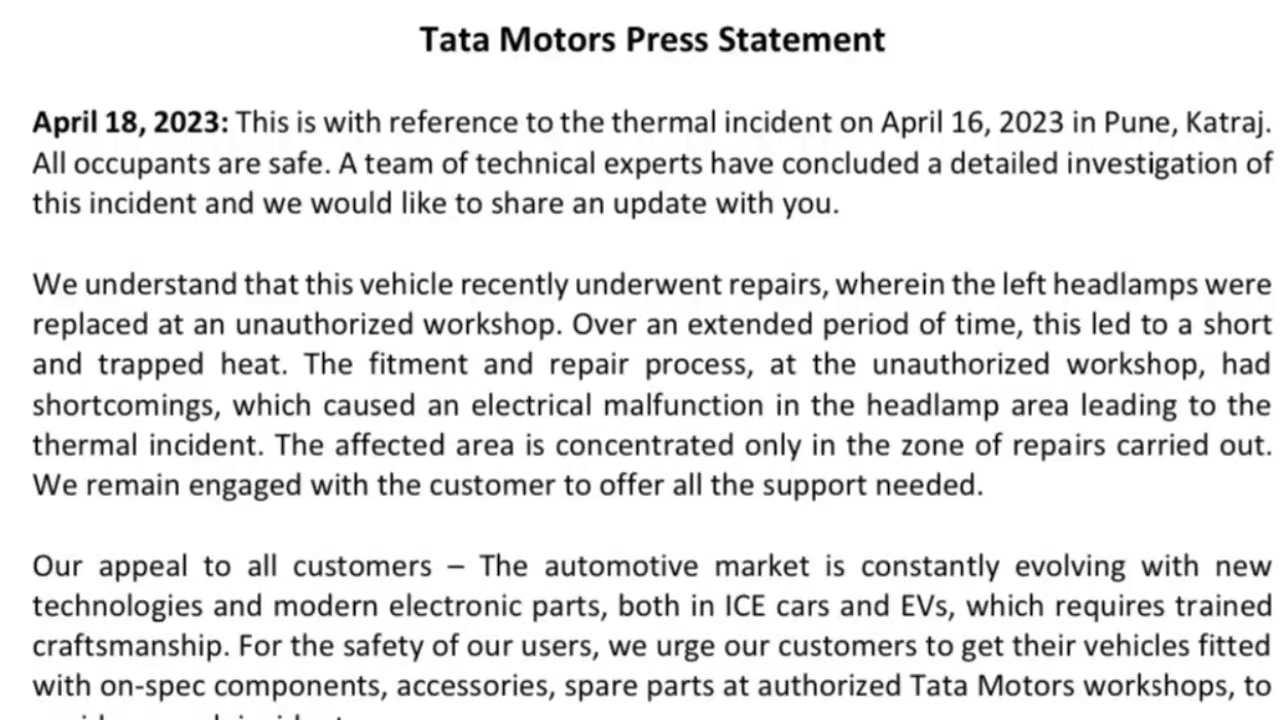 Tata Motors Press Statement
April 18, 2023: This is with reference to the thermal incident on April 16, 2023 in Pune, Katraj.
All occupants are safe. A team of technical experts have concluded a detailed investigation of
this incident and we would like to share an update with you.
We understand that this vehicle recently underwent repairs, wherein the left headlamps were
replaced at an unauthorized workshop. Over an extended period of time, this led to a short
and trapped heat. The fitment and repair process, at the unauthorized workshop, had
shortcomings, which caused an electrical malfunction in the headlamp area leading to the
thermal incident. The affected area is concentrated only in the zone of repairs carried out.
We remain engaged with the customer to offer all the support needed.
Our appeal to all customers – The automotive market is constantly evolving with new
technologies and modern electronic parts, both in ICE cars and EVs, which requires trained
craftsmanship. For the safety of our users, we urge our customers to get their vehicles fitted
with on-spec components, accessories, spare parts at authorized Tata Motors workshops, to